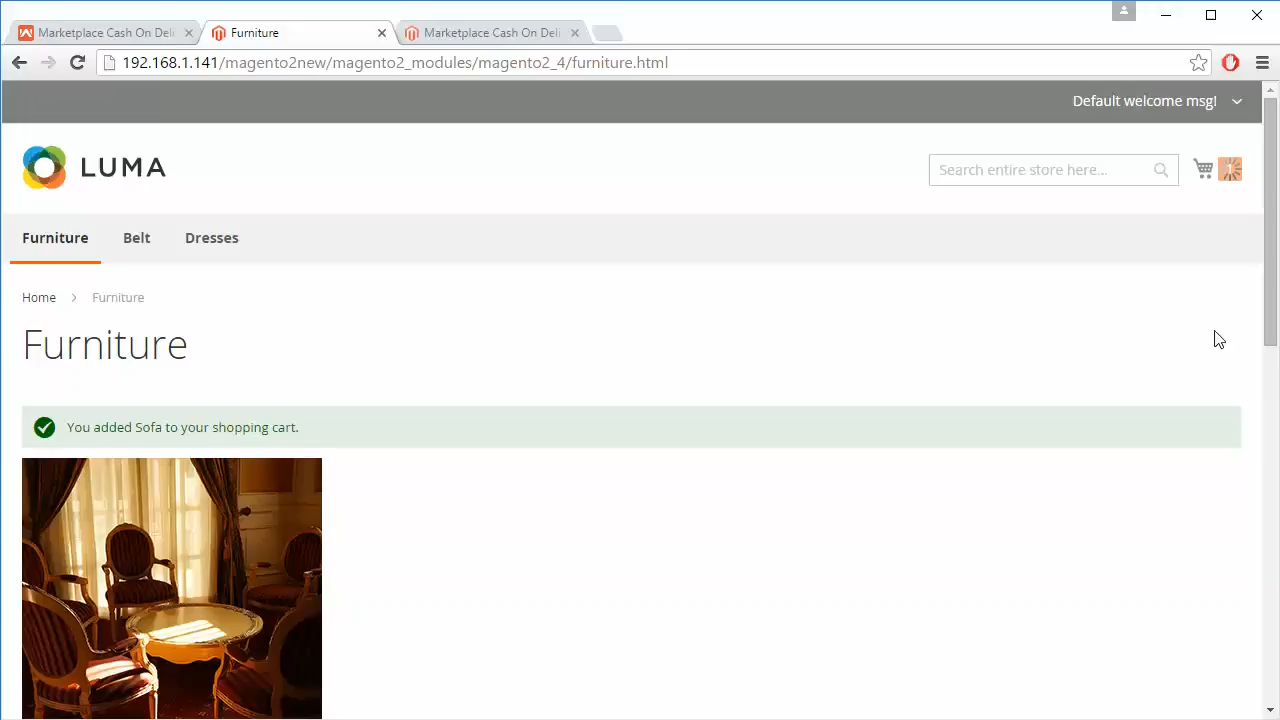 Marketplace Cash On Deli
Furniture
Marketplace Cash On Deli
192.168.1.141/magento2new/magento2_modules/magento2_4/furniture.html
Default welcome msg!
LUMA
Search entire store here...
Furniture
Belt
Dresses
Home
Furniture
Furniture
You added Sofa to your shopping cart.